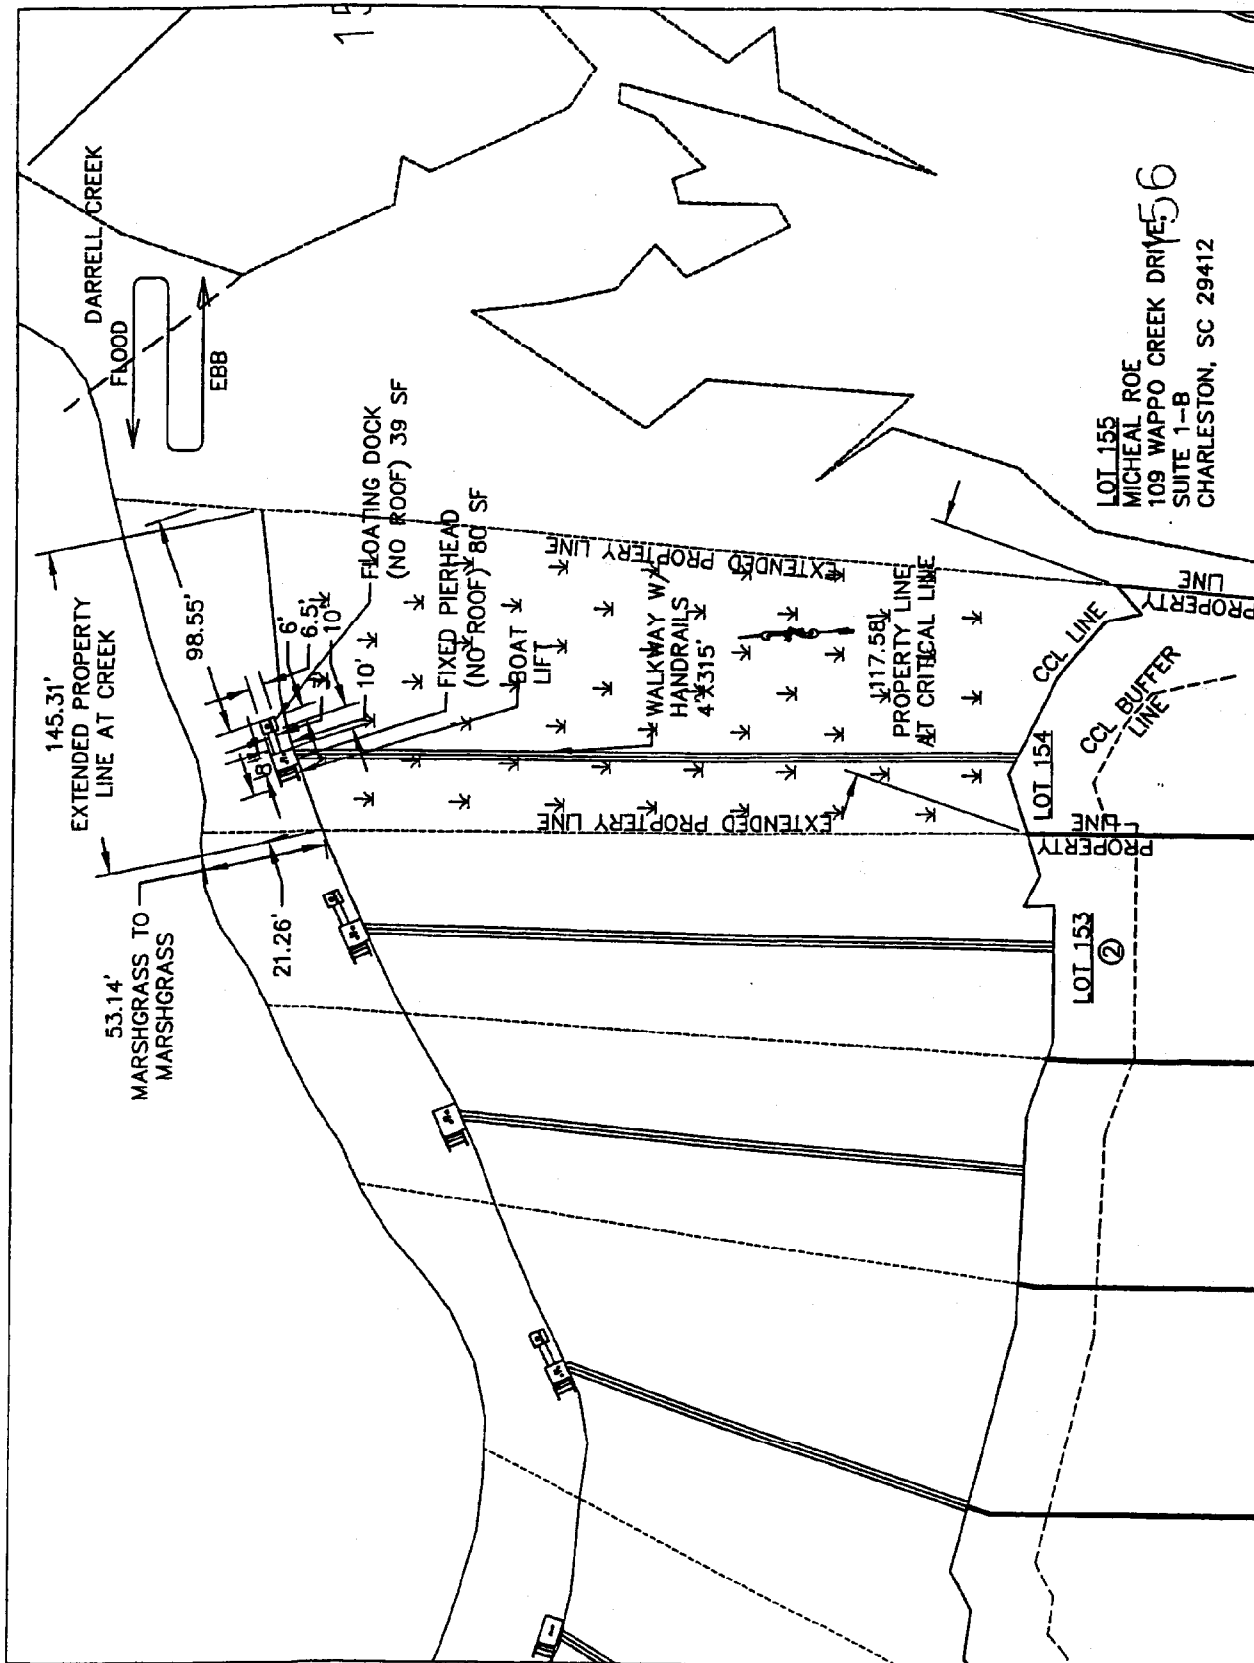 15
DARRELL CREEK
FLOOD
EBB
145.31'
EXTENDED PROPERTY
LINE AT CREEK
98.55'
53.14'
MARSHGRASS TO
MARSHGRASS
21.26'
6'
6.5'
10'
10'
8'
FLOATING DOCK
(NO ROOF) 39 SF
FIXED PIERHEAD
(NO ROOF) 80 SF
BOAT
LIFT
WALKWAY W/
HANDRAILS
4'X315'
EXTENDED PROPTERY LINE
EXTENDED PROPTERY LINE
117.58'
PROPERTY LINE
AT CRITICAL LINE
CCL LINE
CCL BUFFER
LINE
PROPERTY
LINE
PROPERTY
LINE
LOT 154
LOT 153
2
LOT 155
MICHEAL ROE
109 WAPPO CREEK DRIVE,
SUITE 1-B
CHARLESTON, SC 29412
156